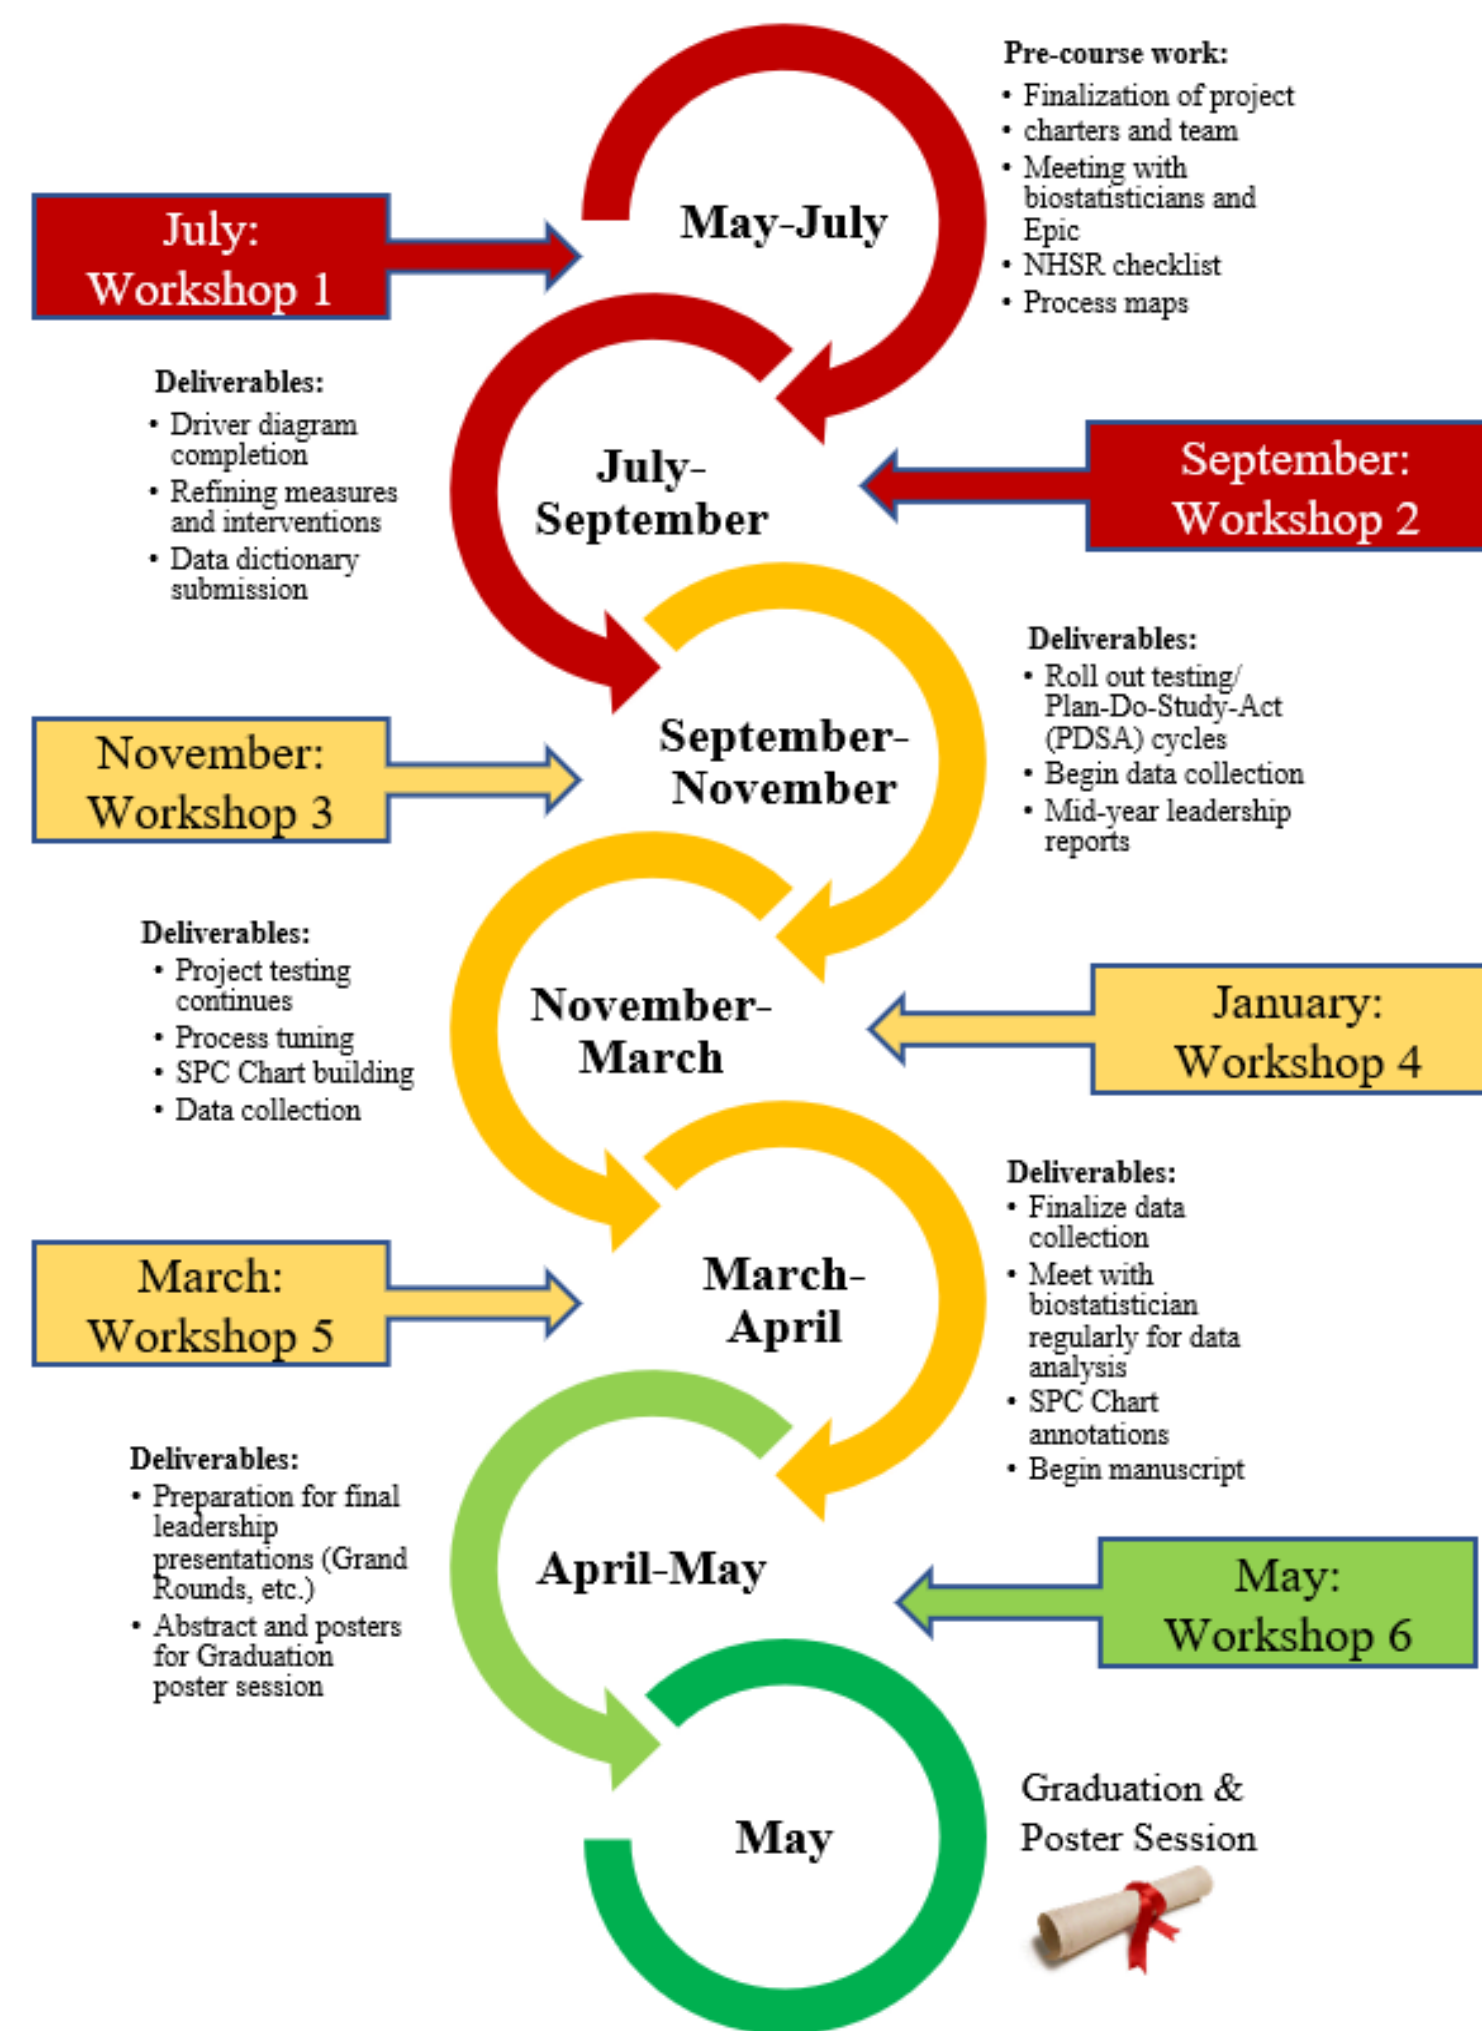 Pre-course work:
• Finalization of project
• charters and team
• Meeting with
biostatisticians and
Epic
• NHSR checklist
• Process maps
May-July
July:
Workshop 1
Deliverables:
• Driver diagram
completion
• Refining measures
and interventions
• Data dictionary
submission
July-
September
September:
Workshop 2
Deliverables:
• Roll out testing/
Plan-Do-Study-Act
(PDSA) cycles
• Begin data collection
• Mid-year leadership
reports
September-
November
November:
Workshop 3
Deliverables:
• Project testing
continues
• Process tuning
• SPC Chart building
• Data collection
November-
March
January:
Workshop 4
Deliverables:
• Finalize data
collection
• Meet with
biostatistician
regularly for data
analysis
• SPC Chart
annotations
• Begin manuscript
March-
April
March:
Workshop 5
Deliverables:
• Preparation for final
leadership
presentations (Grand
Rounds, etc.)
• Abstract and posters
for Graduation
poster session
April-May
May:
Workshop 6
May
Graduation &
Poster Session